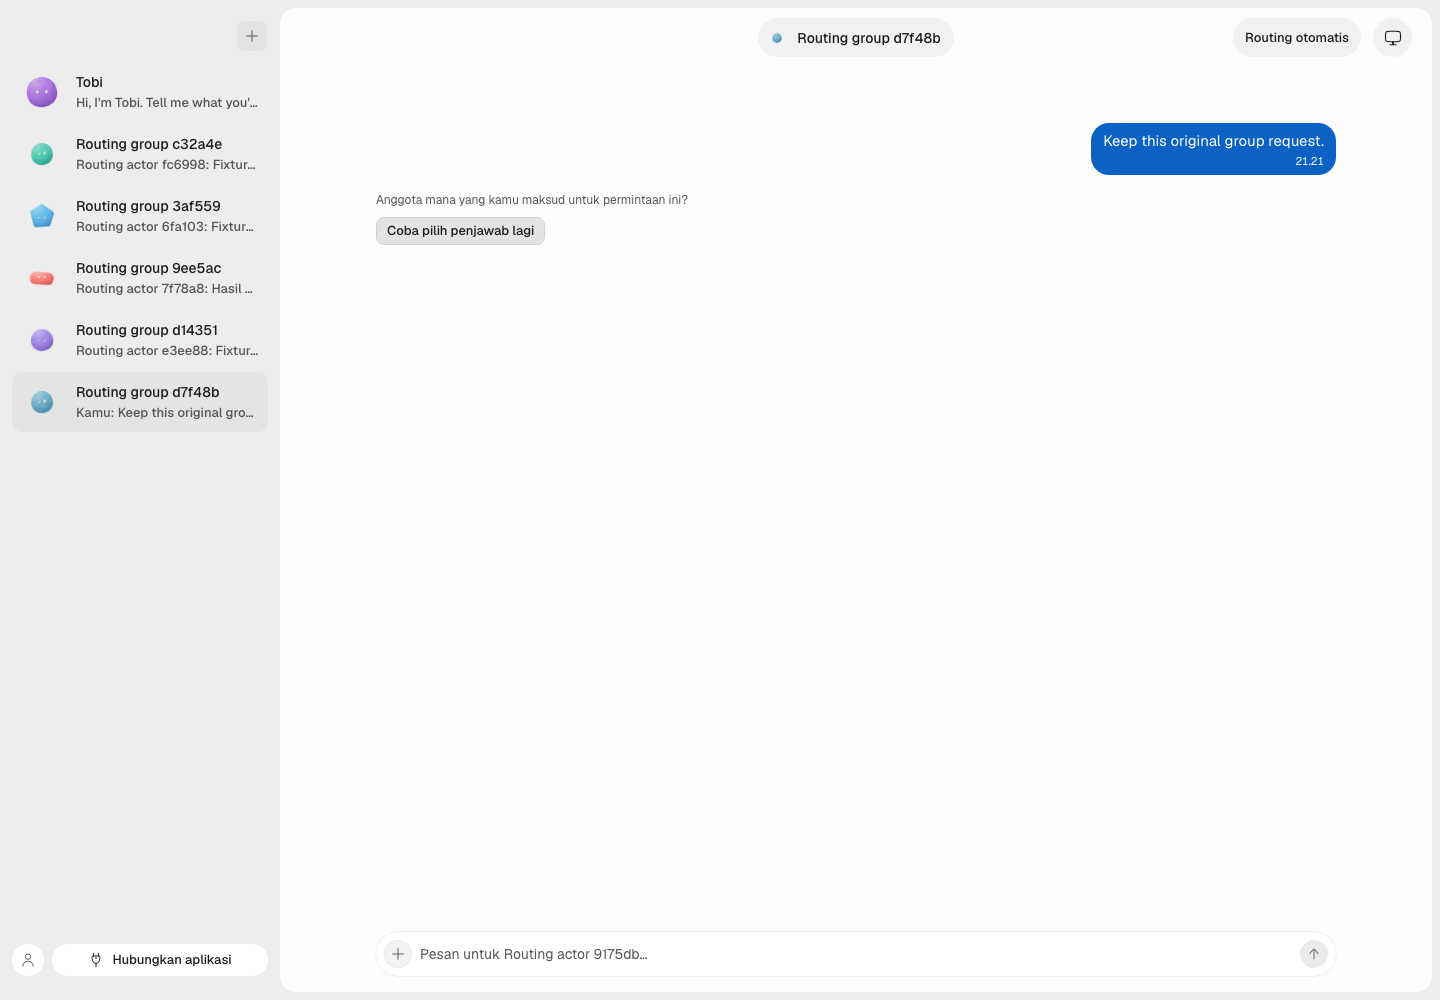 Tobi
Hi, I'm Tobi. Tell me what you'...
Routing group c32a4e
Routing actor fc6998: Fixtur...
Routing group 3af559
Routing actor 6fa103: Fixtur...
Routing group 9ee5ac
Routing actor 7f78a8: Hasil ...
Routing group d14351
Routing actor e3ee88: Fixtur...
Routing group d7f48b
Kamu: Keep this original gro...
Hubungkan aplikasi
Routing group d7f48b
Routing otomatis
Keep this original group request.
21.21
Anggota mana yang kamu maksud untuk permintaan ini?
Coba pilih penjawab lagi
Pesan untuk Routing actor 9175db...